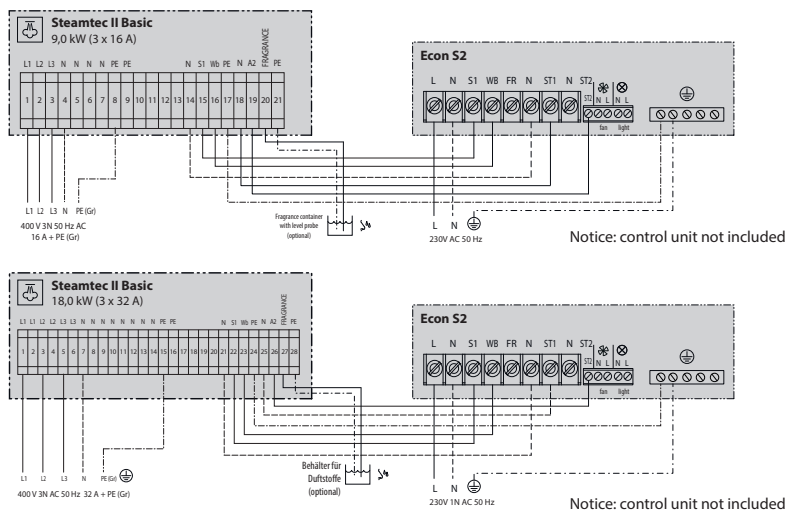 Steamtec II Basic
9,0 kW (3 x 16 A)
L1 L2 L3 N N N N PE PE N S1 Wb PE N A2 FRAGRANCE PE
1 2 3 4 5 6 7 8 9 10 11 12 13 14 15 16 17 18 19 20 21
L1 L2 L3 N PE (Gr)
400 V 3N 50 Hz AC
16 A + PE (Gr)
Fragrance container
with level probe
(optional)
Econ S2
L N S1 WB FR N ST1 N ST2
ST2 N L N L
fan light
L N
230V AC 50 Hz
Notice: control unit not included
Steamtec II Basic
18,0 kW (3 x 32 A)
L1 L1 L2 L2 L3 L3 N N N N N N N N PE PE N S1 Wb PE N A2 FRAGRANCE PE
1 2 3 4 5 6 7 8 9 10 11 12 13 14 15 16 17 18 19 20 21 22 23 24 25 26 27 28
L1 L2 L3 N PE (Gr)
400 V 3N AC 50 Hz 32 A + PE (Gr)
Behälter für
Duftstoffe
(optional)
Econ S2
L N S1 WB FR N ST1 N ST2
ST2 N L N L
fan light
L N
230V 1N AC 50 Hz
Notice: control unit not included